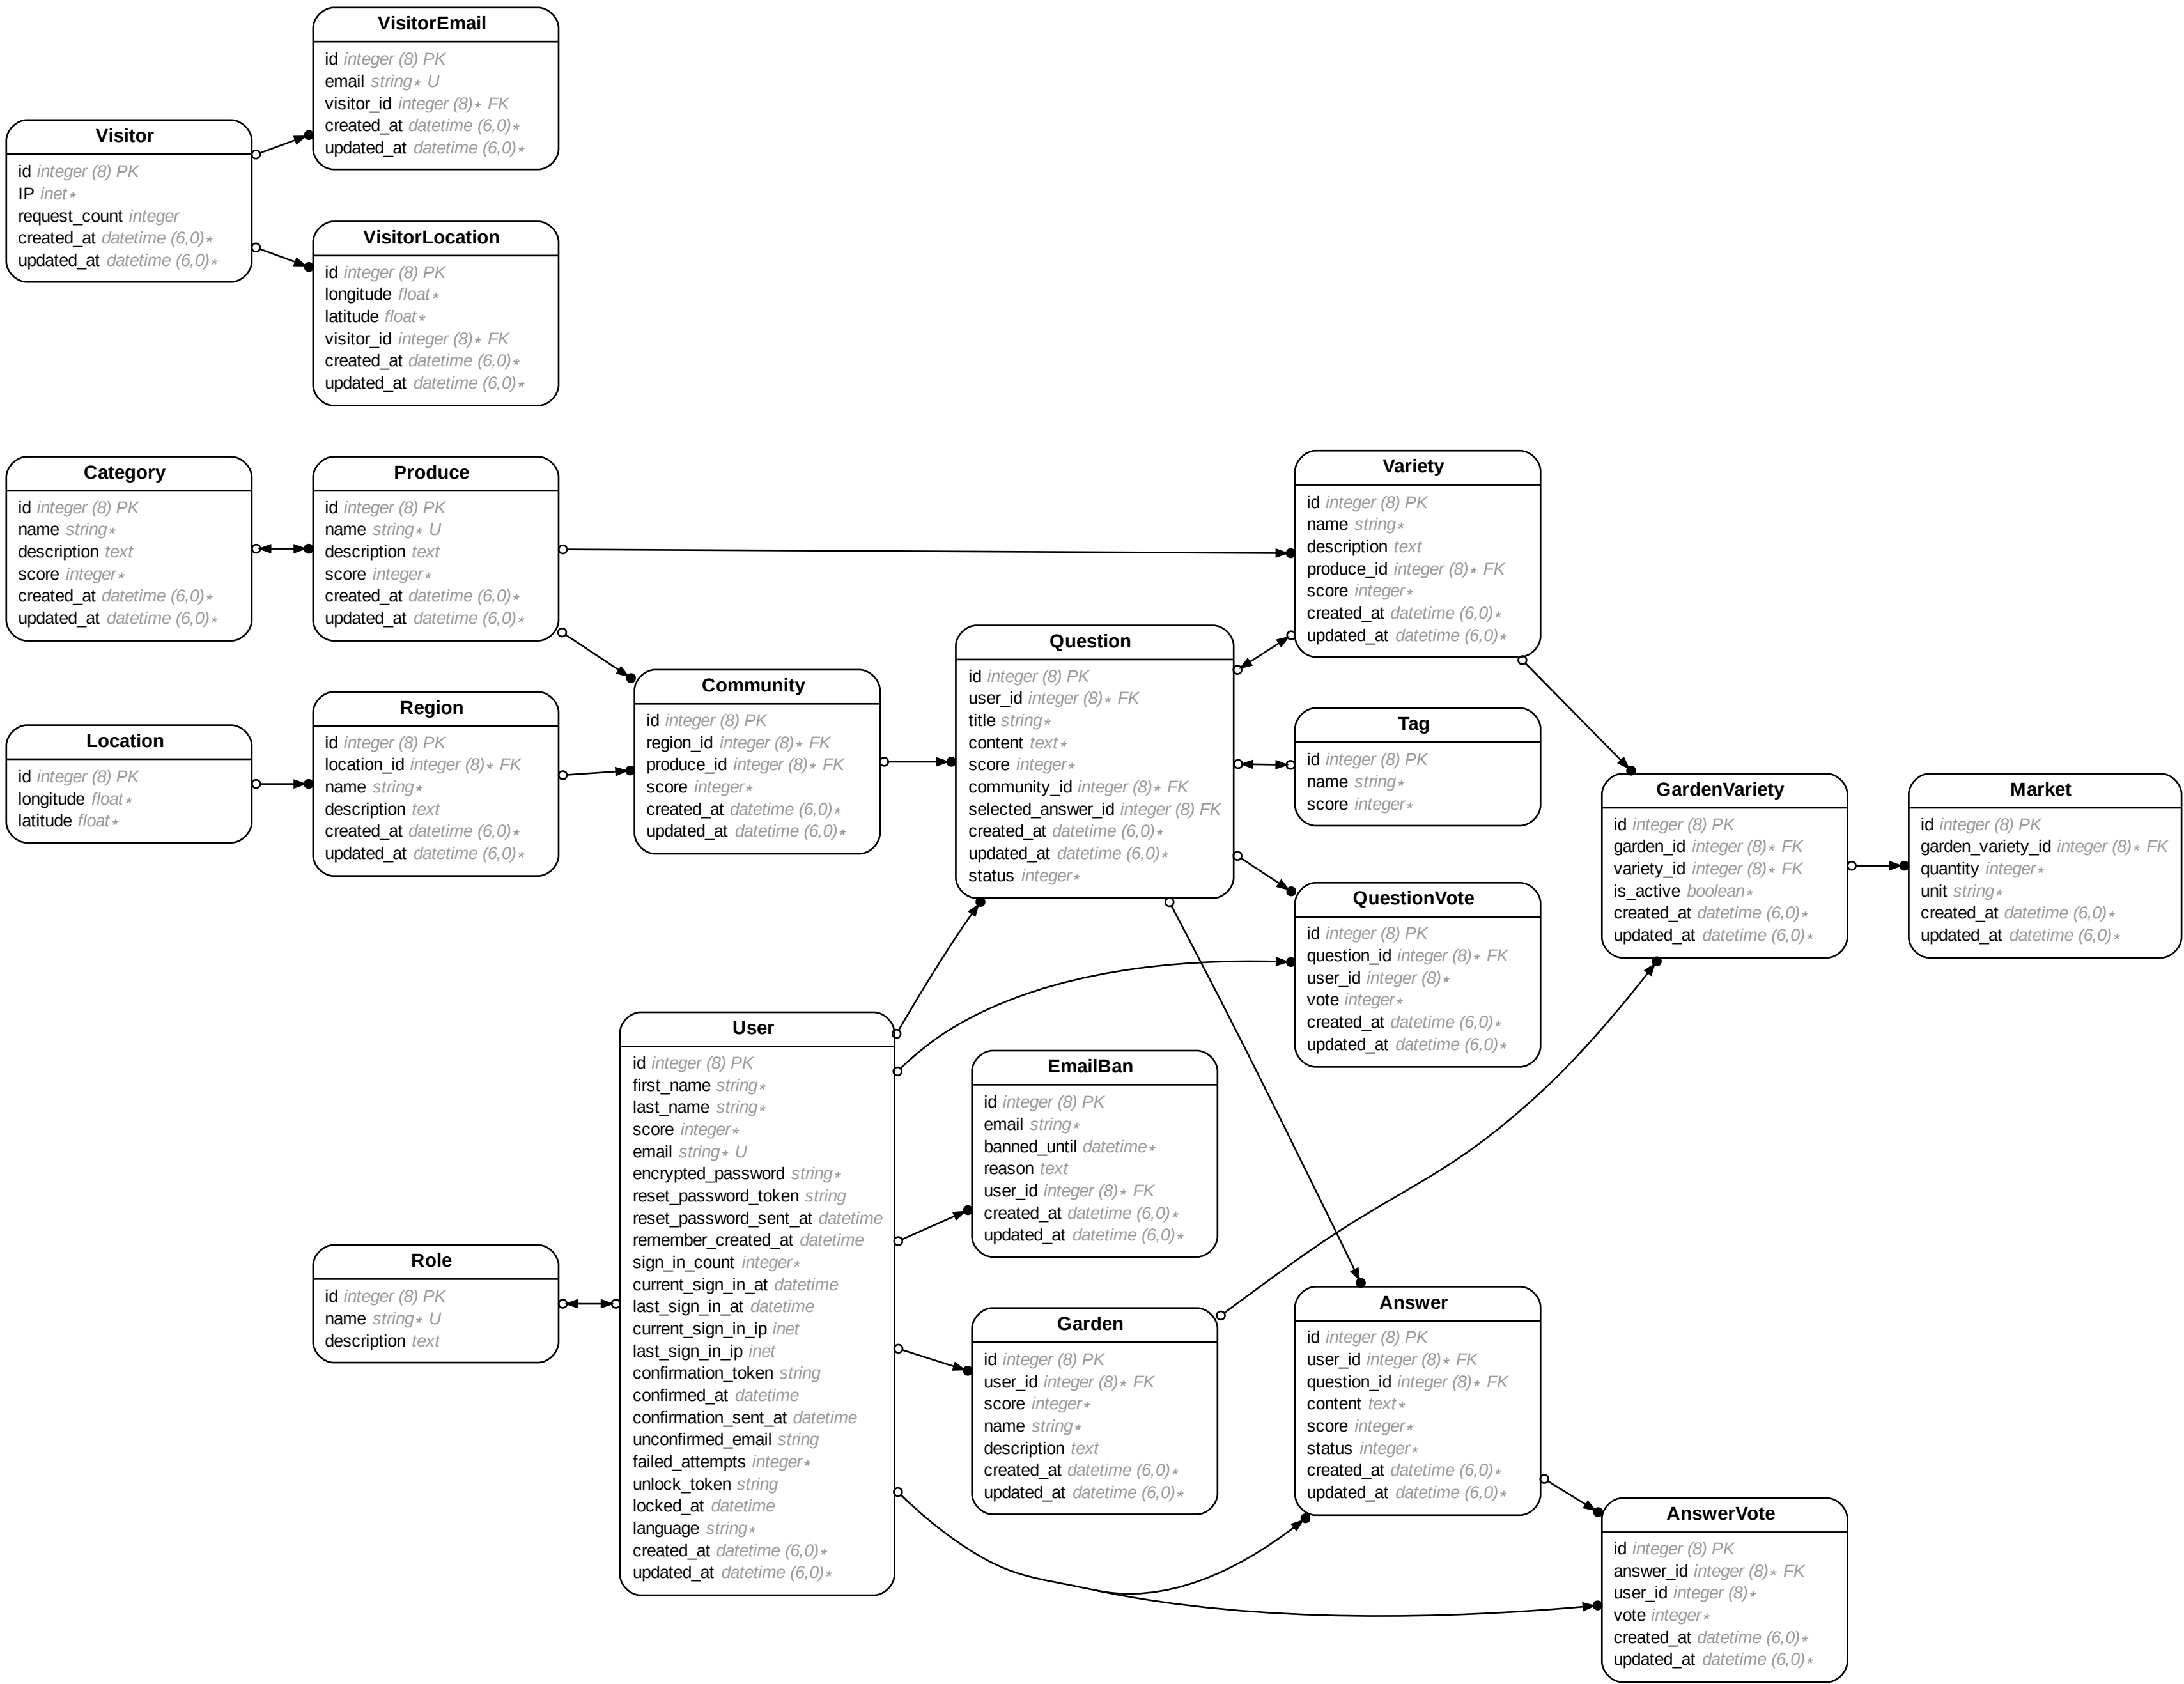 VisitorEmail
id integer (8) PK
email string∗ U
visitor_id integer (8)∗ FK
created_at datetime (6,0)∗
updated_at datetime (6,0)∗
Visitor
id integer (8) PK
IP inet∗
request_count integer
created_at datetime (6,0)∗
updated_at datetime (6,0)∗
VisitorLocation
id integer (8) PK
longitude float∗
latitude float∗
visitor_id integer (8)∗ FK
created_at datetime (6,0)∗
updated_at datetime (6,0)∗
Category
id integer (8) PK
name string∗
description text
score integer∗
created_at datetime (6,0)∗
updated_at datetime (6,0)∗
Produce
id integer (8) PK
name string∗ U
description text
score integer∗
created_at datetime (6,0)∗
updated_at datetime (6,0)∗
Variety
id integer (8) PK
name string∗
description text
produce_id integer (8)∗ FK
score integer∗
created_at datetime (6,0)∗
updated_at datetime (6,0)∗
Location
id integer (8) PK
longitude float∗
latitude float∗
Region
id integer (8) PK
location_id integer (8)∗ FK
name string∗
description text
created_at datetime (6,0)∗
updated_at datetime (6,0)∗
Community
id integer (8) PK
region_id integer (8)∗ FK
produce_id integer (8)∗ FK
score integer∗
created_at datetime (6,0)∗
updated_at datetime (6,0)∗
Question
id integer (8) PK
user_id integer (8)∗ FK
title string∗
content text∗
score integer∗
community_id integer (8)∗ FK
selected_answer_id integer (8) FK
created_at datetime (6,0)∗
updated_at datetime (6,0)∗
status integer∗
Tag
id integer (8) PK
name string∗
score integer∗
QuestionVote
id integer (8) PK
question_id integer (8)∗ FK
user_id integer (8)∗
vote integer∗
created_at datetime (6,0)∗
updated_at datetime (6,0)∗
GardenVariety
id integer (8) PK
garden_id integer (8)∗ FK
variety_id integer (8)∗ FK
is_active boolean∗
created_at datetime (6,0)∗
updated_at datetime (6,0)∗
Market
id integer (8) PK
garden_variety_id integer (8)∗ FK
quantity integer∗
unit string∗
created_at datetime (6,0)∗
updated_at datetime (6,0)∗
Role
id integer (8) PK
name string∗ U
description text
User
id integer (8) PK
first_name string∗
last_name string∗
score integer∗
email string∗ U
encrypted_password string∗
reset_password_token string
reset_password_sent_at datetime
remember_created_at datetime
sign_in_count integer∗
current_sign_in_at datetime
last_sign_in_at datetime
current_sign_in_ip inet
last_sign_in_ip inet
confirmation_token string
confirmed_at datetime
confirmation_sent_at datetime
unconfirmed_email string
failed_attempts integer∗
unlock_token string
locked_at datetime
language string∗
created_at datetime (6,0)∗
updated_at datetime (6,0)∗
EmailBan
id integer (8) PK
email string∗
banned_until datetime∗
reason text
user_id integer (8)∗ FK
created_at datetime (6,0)∗
updated_at datetime (6,0)∗
Garden
id integer (8) PK
user_id integer (8)∗ FK
score integer∗
name string∗
description text
created_at datetime (6,0)∗
updated_at datetime (6,0)∗
Answer
id integer (8) PK
user_id integer (8)∗ FK
question_id integer (8)∗ FK
content text∗
score integer∗
status integer∗
created_at datetime (6,0)∗
updated_at datetime (6,0)∗
AnswerVote
id integer (8) PK
answer_id integer (8)∗ FK
user_id integer (8)∗
vote integer∗
created_at datetime (6,0)∗
updated_at datetime (6,0)∗